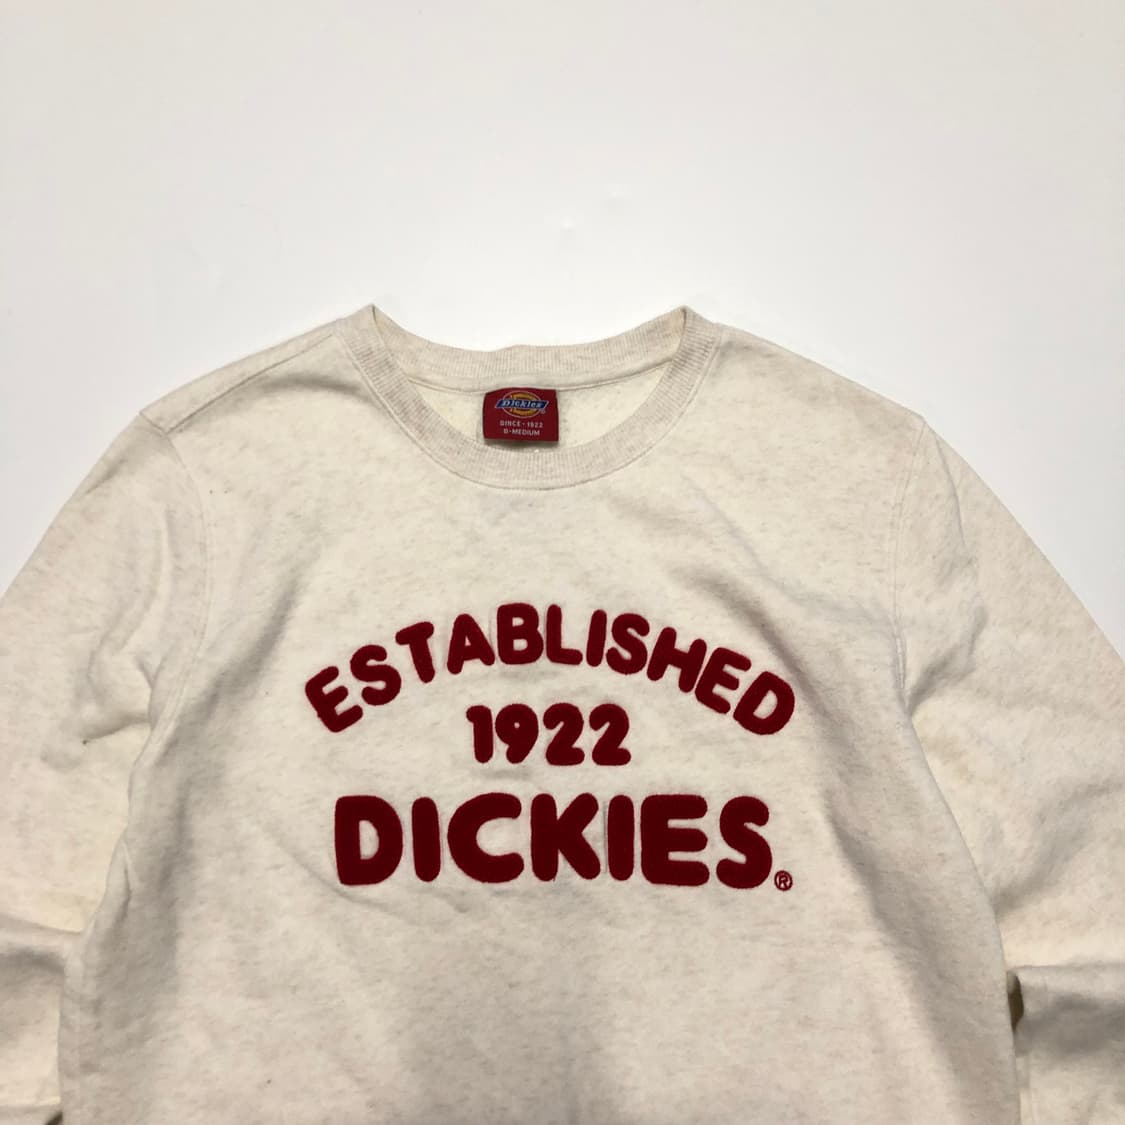 Dickies
SINCE·1922
G-MEDIUM
ESTABLISHED
1922
DICKIES®